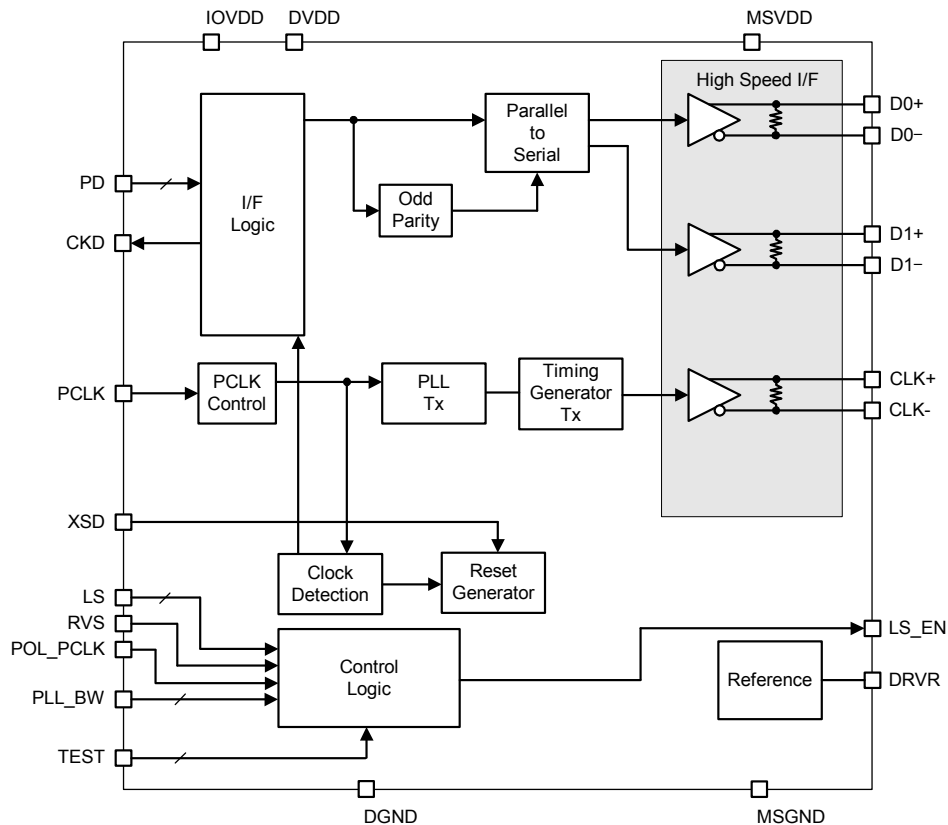 IOVDD
DVDD
MSVDD
High Speed I/F
Parallel
to
Serial
D0+
D0−
PD
I/F
Logic
Odd
Parity
CKD
D1+
D1−
PCLK
PCLK
Control
PLL
Tx
Timing
Generator
Tx
CLK+
CLK-
XSD
Clock
Detection
Reset
Generator
LS
RVS
POL_PCLK
PLL_BW
TEST
Control
Logic
LS_EN
Reference
DRVR
DGND
MSGND